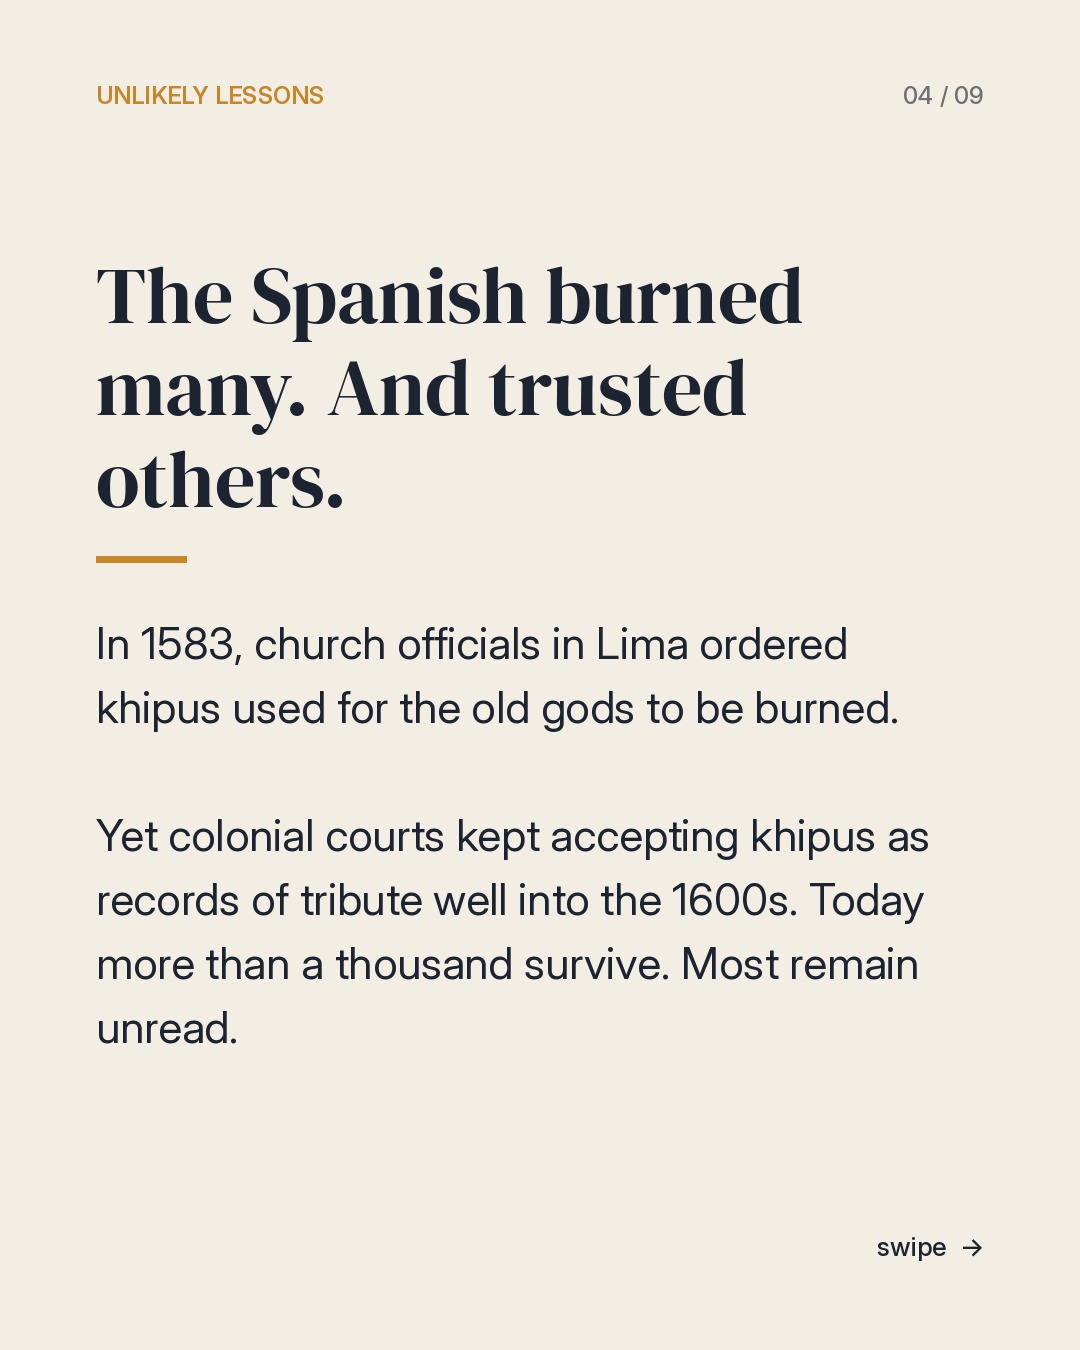 UNLIKELY LESSONS
04 / 09
The Spanish burned
many. And trusted
others.
In 1583, church officials in Lima ordered
khipus used for the old gods to be burned.
Yet colonial courts kept accepting khipus as
records of tribute well into the 1600s. Today
more than a thousand survive. Most remain
unread.
swipe →